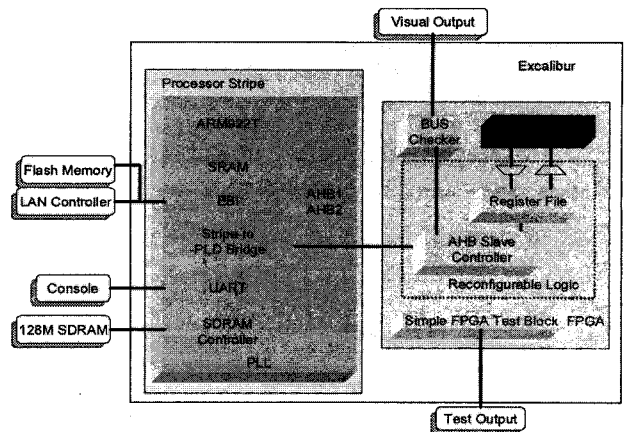 Visual Output
Excalibur
Processor Stripe
ARM922T
SRAM
EBI
AHB1
AHB2
Stripe to
PLD Bridge
UART
SDRAM
Controller
PLL
Flash Memory
LAN Controller
Console
128M SDRAM
BUS
Checker
Register File
AHB Slave
Controller
Reconfigurable Logic
Simple FPGA Test Block
FPGA
Test Output